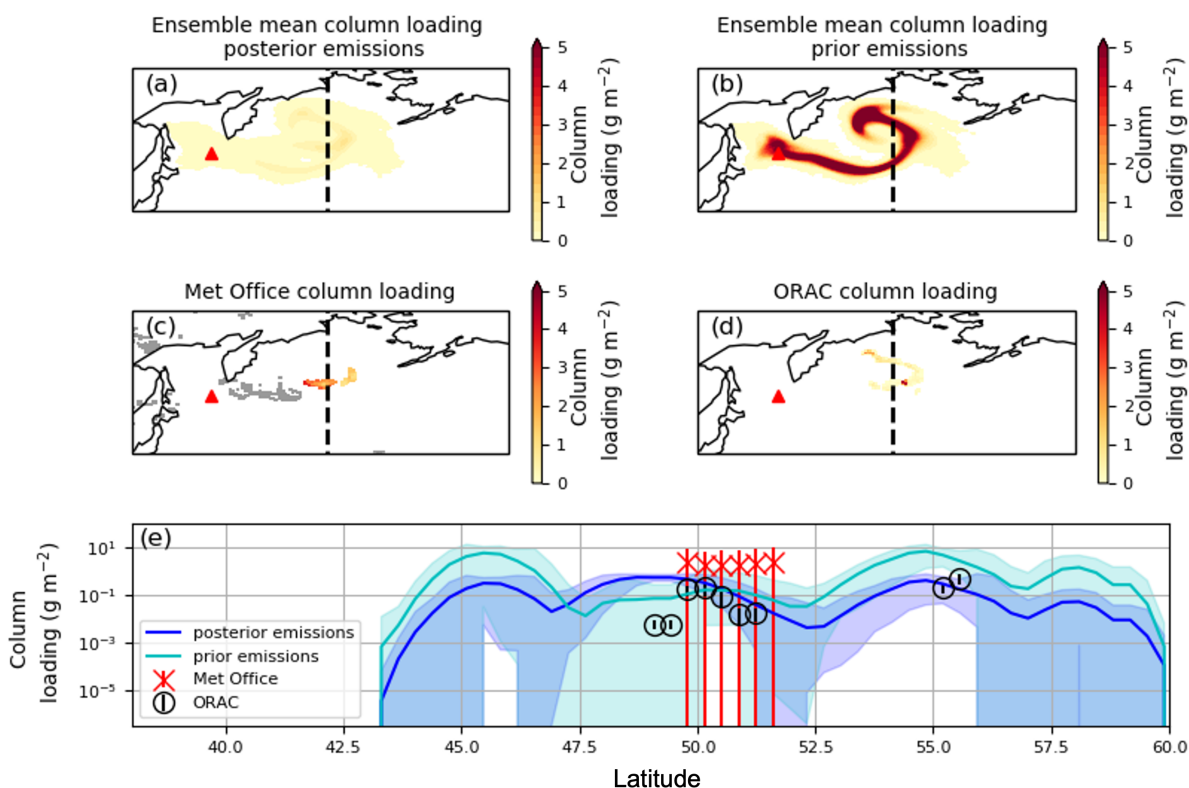 Ensemble mean column loading
posterior emissions
Ensemble mean column loading
prior emissions
(a)
5
4
3
2
1
0
Column
loading (g m⁻²)
(b)
5
4
3
2
1
0
Column
loading (g m⁻²)
Met Office column loading
ORAC column loading
(c)
5
4
3
2
1
0
Column
loading (g m⁻²)
(d)
5
4
3
2
1
0
Column
loading (g m⁻²)
(e)
Column
loading (g m⁻²)
10¹
10⁻¹
10⁻³
10⁻⁵
posterior emissions
prior emissions
Met Office
ORAC
40.0 42.5 45.0 47.5 50.0 52.5 55.0 57.5 60.0
Latitude